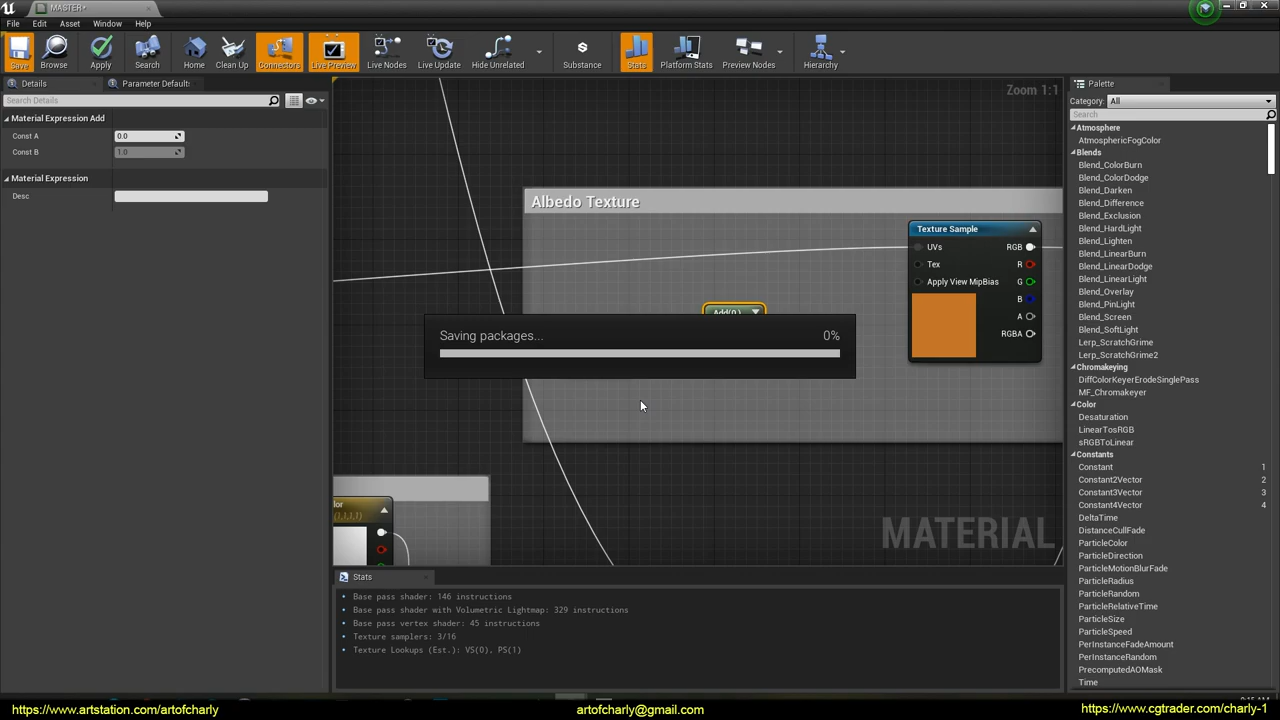 MASTER*
File Edit Asset Window Help
Save Browse Apply Search Home Clean Up Connectors Live Preview Live Nodes Live Update Hide Unrelated Substance Stats Platform Stats Preview Nodes Hierarchy
Details Parameter Default
Search Details
Material Expression Add
Const A 0.0
Const B 1.0
Material Expression
Desc
Zoom 1:1
Albedo Texture
Texture Sample
UVs RGB
Tex R
Apply View MipBias G
B
A
RGBA
Add(0,)
Saving packages... 0%
lor
(1,1,1,1)
MATERIAL
Stats
Base pass shader: 146 instructions
Base pass shader with Volumetric Lightmap: 329 instructions
Base pass vertex shader: 45 instructions
Texture samplers: 3/16
Texture Lookups (Est.): VS(0), PS(1)
Palette
Category: All
Search
Atmosphere
AtmosphericFogColor
Blends
Blend_ColorBurn
Blend_ColorDodge
Blend_Darken
Blend_Difference
Blend_Exclusion
Blend_HardLight
Blend_Lighten
Blend_LinearBurn
Blend_LinearDodge
Blend_LinearLight
Blend_Overlay
Blend_PinLight
Blend_Screen
Blend_SoftLight
Lerp_ScratchGrime
Lerp_ScratchGrime2
Chromakeying
DiffColorKeyerErodeSinglePass
MF_Chromakeyer
Color
Desaturation
LinearTosRGB
sRGBToLinear
Constants
Constant 1
Constant2Vector 2
Constant3Vector 3
Constant4Vector 4
DeltaTime
DistanceCullFade
ParticleColor
ParticleDirection
ParticleMotionBlurFade
ParticleRadius
ParticleRandom
ParticleRelativeTime
ParticleSize
ParticleSpeed
PerInstanceFadeAmount
PerInstanceRandom
PrecomputedAOMask
Time
https://www.artstation.com/artofcharly artofcharly@gmail.com https://www.cgtrader.com/charly-1